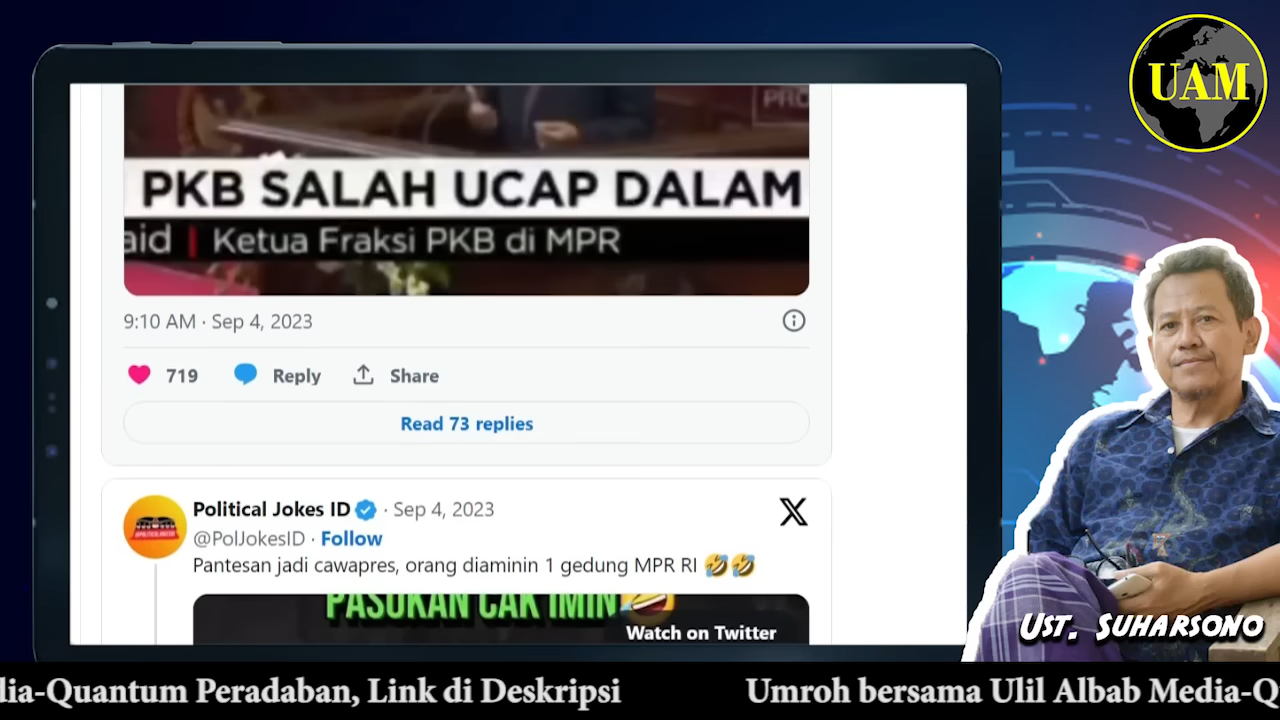 UAM
PRO
PKB SALAH UCAP DALAM
aid | Ketua Fraksi PKB di MPR
9:10 AM · Sep 4, 2023
719 Reply Share
Read 73 replies
Political Jokes ID · Sep 4, 2023
@PolJokesID · Follow
Pantesan jadi cawapres, orang diaminin 1 gedung MPR RI 🤣🤣
PASUKAN CAK IMIN
Watch on Twitter
UST. SUHARSONO
lia-Quantum Peradaban, Link di Deskripsi Umroh bersama Ulil Albab Media-Q